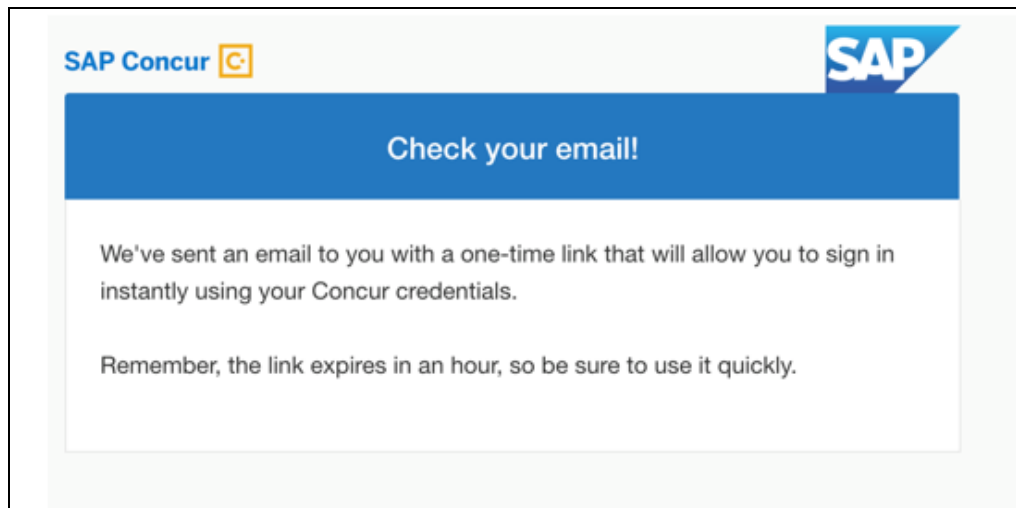 SAP Concur C
SAP
Check your email!
We've sent an email to you with a one-time link that will allow you to sign in
instantly using your Concur credentials.
Remember, the link expires in an hour, so be sure to use it quickly.